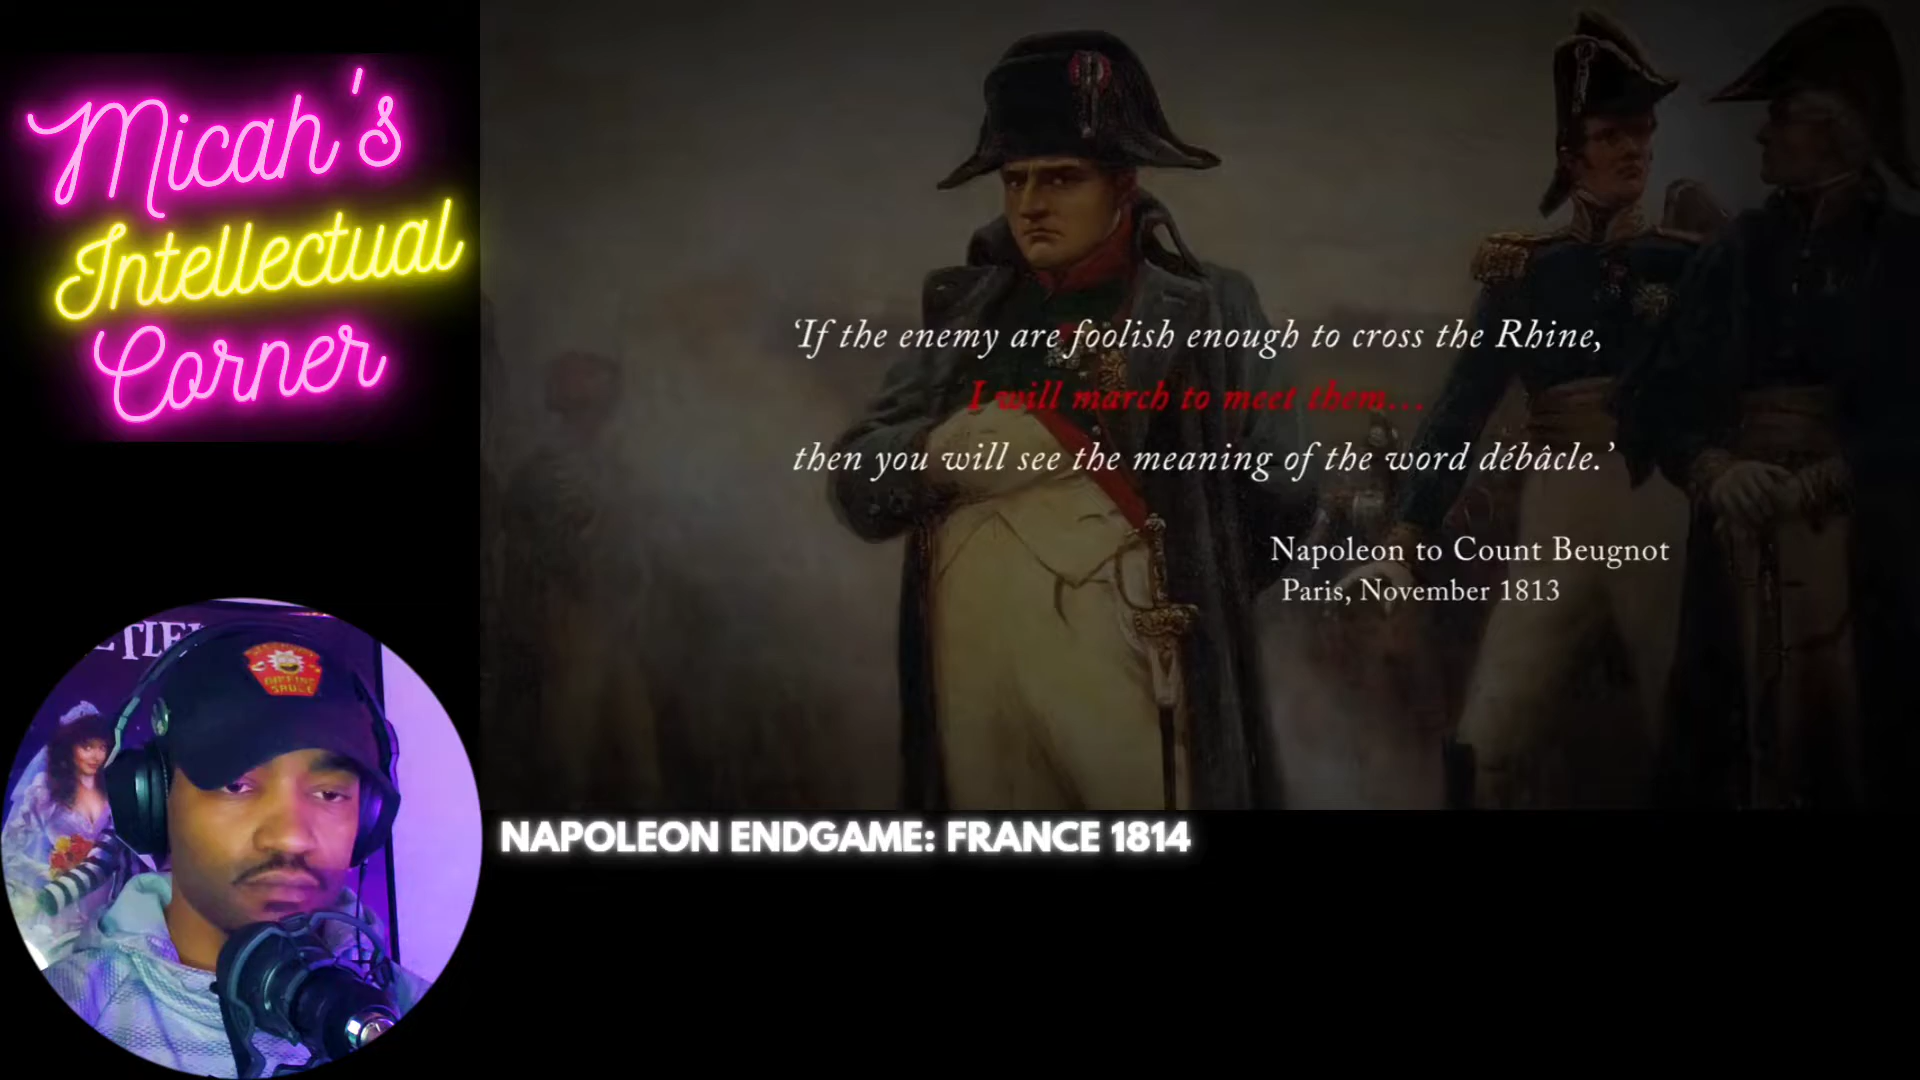 Micah's
Intellectual
Corner
‘If the enemy are foolish enough to cross the Rhine,
I will march to meet them...
then you will see the meaning of the word débâcle.’
Napoleon to Count Beugnot
Paris, November 1813
NAPOLEON ENDGAME: FRANCE 1814